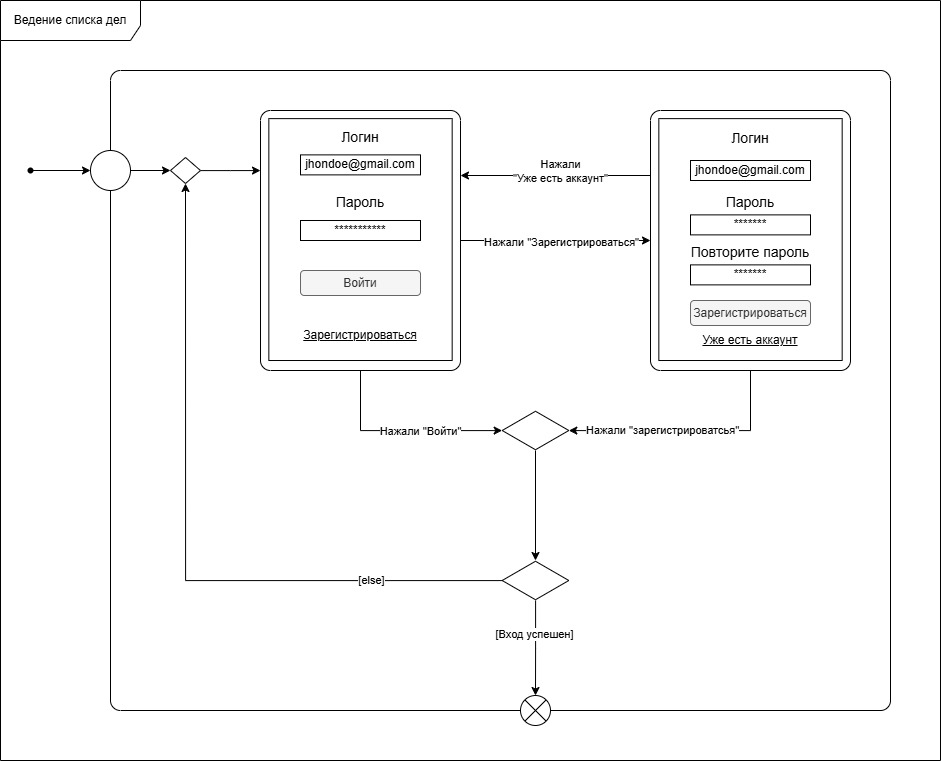 Ведение списка дел
Логин
jhondoe@gmail.com
Пароль
***********
Войти
Зарегистрироваться
Нажали
"Уже есть аккаунт"
Нажали "Зарегистрироваться"
Логин
jhondoe@gmail.com
Пароль
*******
Повторите пароль
*******
Зарегистрироваться
Уже есть аккаунт
Нажали "Войти"
Нажали "зарегистрироватсья"
[else]
[Вход успешен]